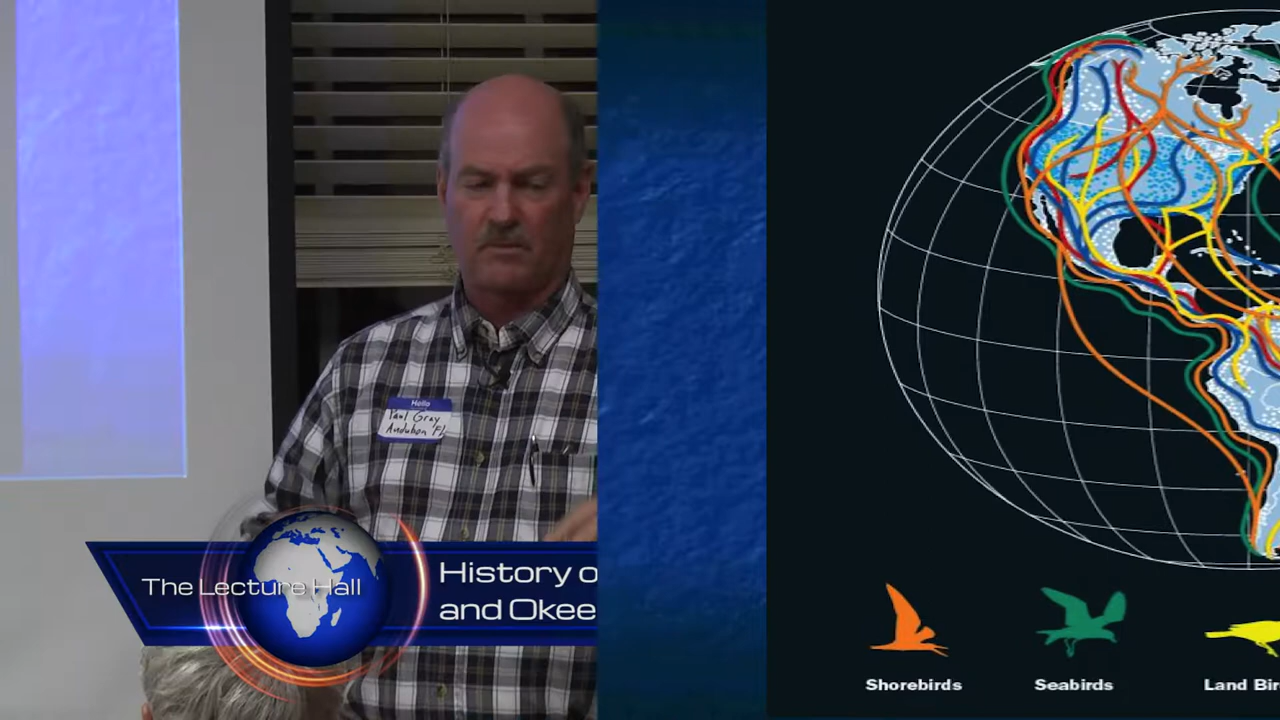 Hello
Paul Gray
Audubon FL
The Lecture Hall
History o
and Okee
Shorebirds
Seabirds
Land Bir